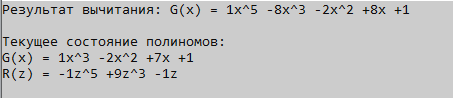 Результат вычитания: G(x) = 1x^5 -8x^3 -2x^2 +8x +1
Текущее состояние полиномов:
G(x) = 1x^3 -2x^2 +7x +1
R(z) = -1z^5 +9z^3 -1z